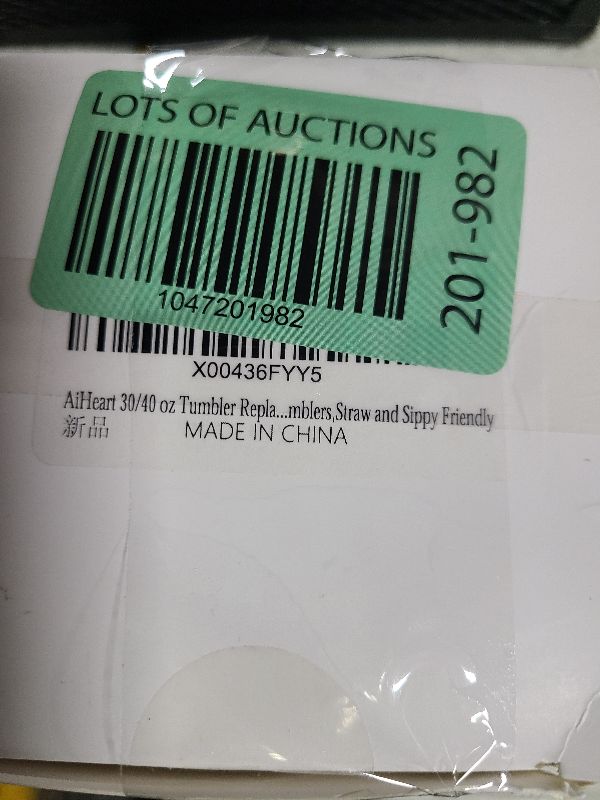 LOTS OF AUCTIONS
201-982
1047201982
X00436FYY5
AiHeart 30/40 oz Tumbler Repla...mblers,Straw and Sippy Friendly
新品 MADE IN CHINA